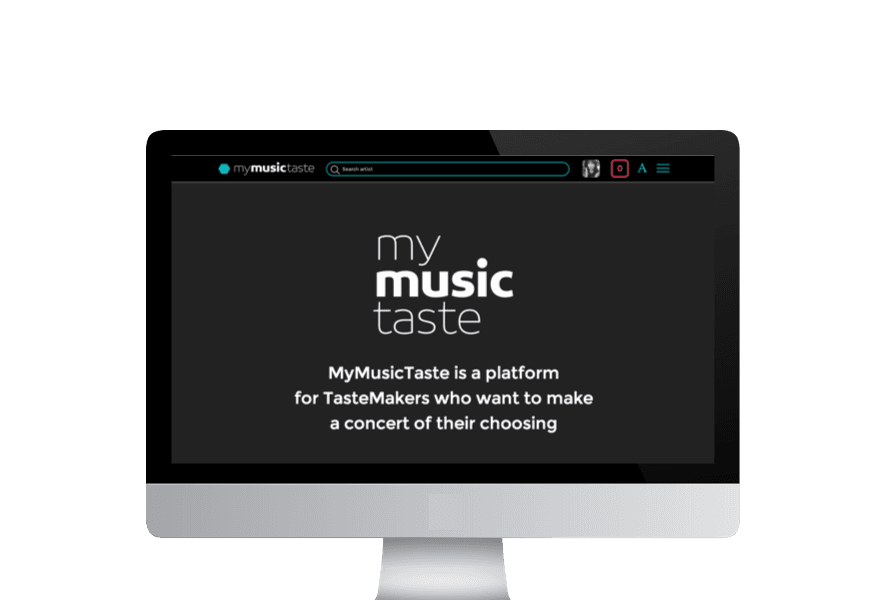 mymusictaste
Search artist
0
A
my
music
taste
MyMusicTaste is a platform
for TasteMakers who want to make
a concert of their choosing